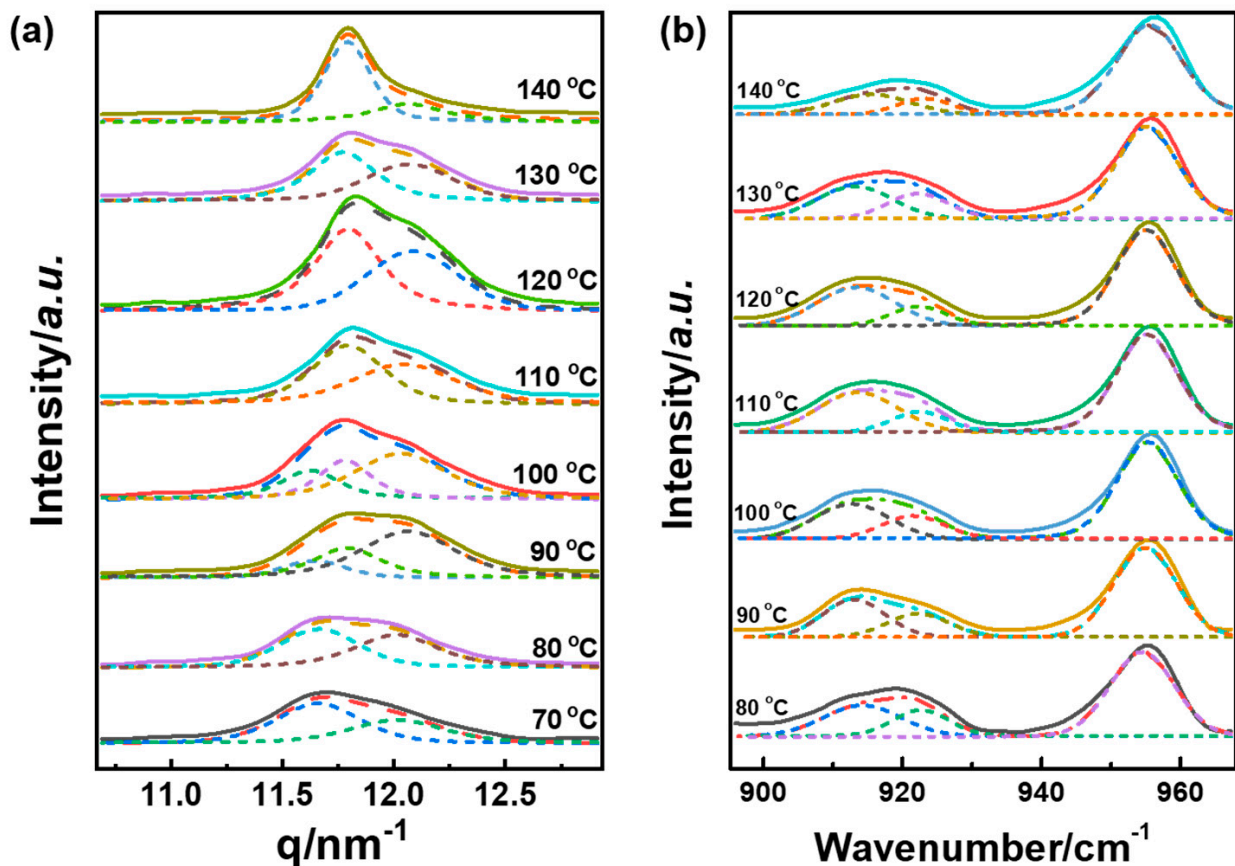 (a)
Intensity/a.u.
140 °C
130 °C
120 °C
110 °C
100 °C
90 °C
80 °C
70 °C
11.0 11.5 12.0 12.5
q/nm⁻¹
(b)
Intensity/a.u.
140 °C
130 °C
120 °C
110 °C
100 °C
90 °C
80 °C
900 920 940 960
Wavenumber/cm⁻¹